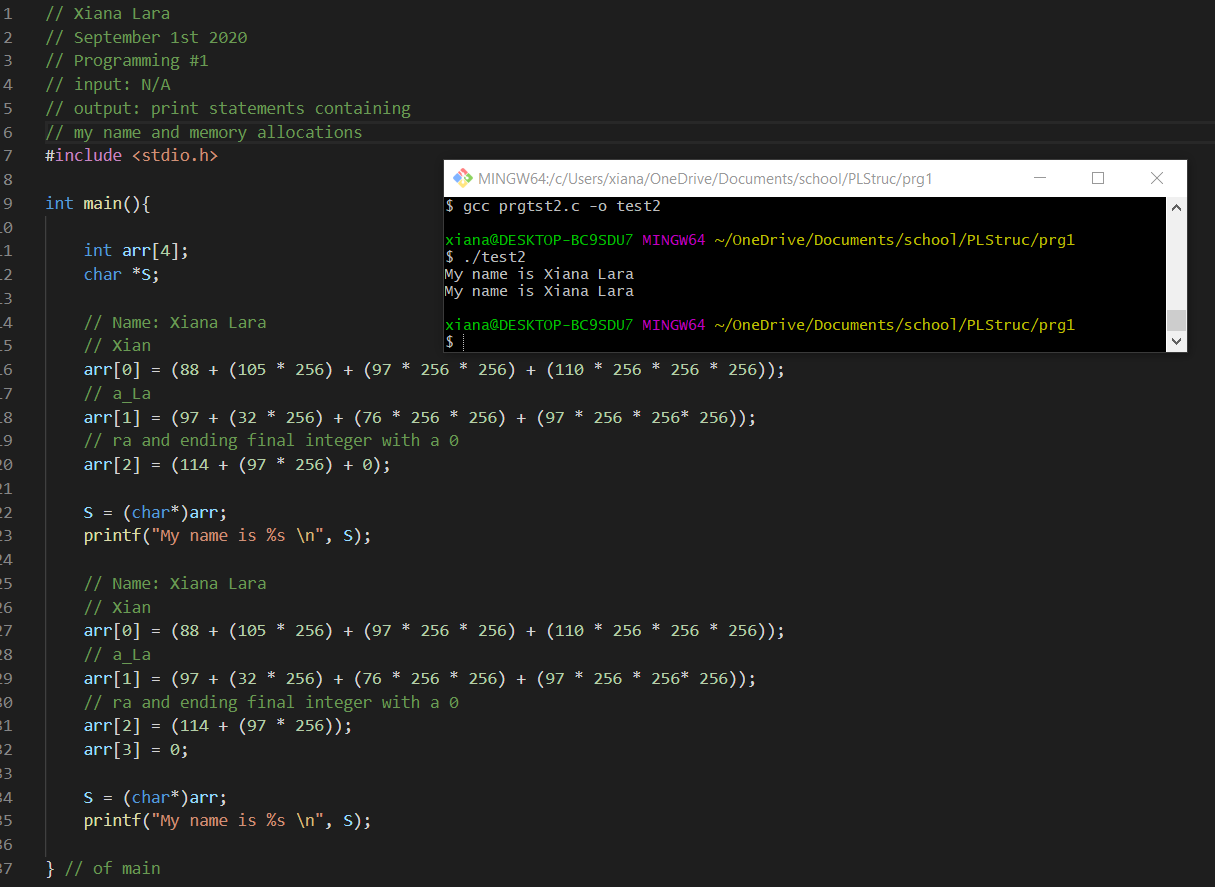 1 // Xiana Lara
2 // September 1st 2020
3 // Programming #1
4 // input: N/A
5 // output: print statements containing
6 // my name and memory allocations
7 #include <stdio.h>
8
9 int main(){
0
1 int arr[4];
2 char *S;
3
4 // Name: Xiana Lara
5 // Xian
6 arr[0] = (88 + (105 * 256) + (97 * 256 * 256) + (110 * 256 * 256 * 256));
7 // a_La
8 arr[1] = (97 + (32 * 256) + (76 * 256 * 256) + (97 * 256 * 256* 256));
9 // ra and ending final integer with a 0
20 arr[2] = (114 + (97 * 256) + 0);
21
22 S = (char*)arr;
23 printf("My name is %s \n", S);
24
25 // Name: Xiana Lara
26 // Xian
27 arr[0] = (88 + (105 * 256) + (97 * 256 * 256) + (110 * 256 * 256 * 256));
28 // a_La
29 arr[1] = (97 + (32 * 256) + (76 * 256 * 256) + (97 * 256 * 256* 256));
30 // ra and ending final integer with a 0
31 arr[2] = (114 + (97 * 256));
32 arr[3] = 0;
33
34 S = (char*)arr;
35 printf("My name is %s \n", S);
36
37 } // of main
MINGW64:/c/Users/xiana/OneDrive/Documents/school/PLStruc/prg1
$ gcc prgtst2.c -o test2
xiana@DESKTOP-BC9SDU7 MINGW64 ~/OneDrive/Documents/school/PLStruc/prg1
$ ./test2
My name is Xiana Lara
My name is Xiana Lara
xiana@DESKTOP-BC9SDU7 MINGW64 ~/OneDrive/Documents/school/PLStruc/prg1
$